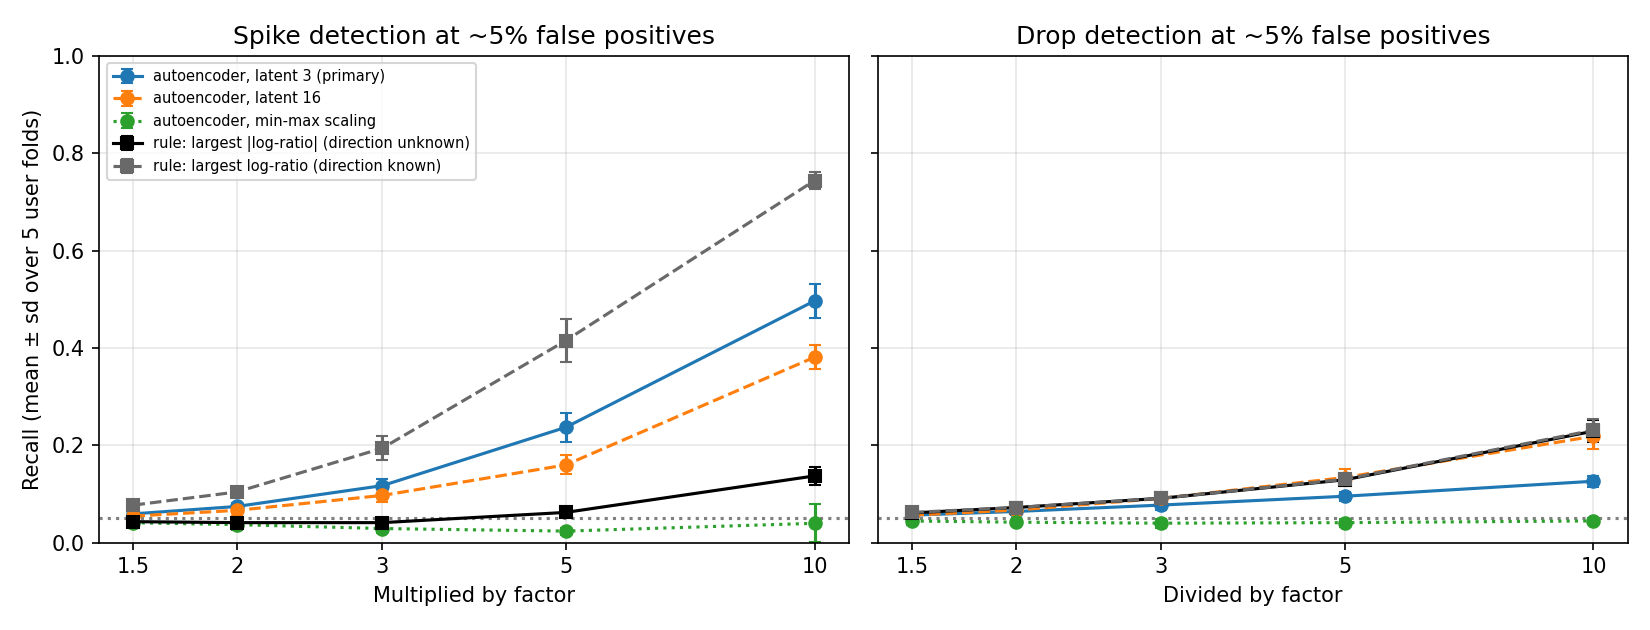 Spike detection at ~5% false positives
Drop detection at ~5% false positives
Recall (mean ± sd over 5 user folds)
1.0
0.8
0.6
0.4
0.2
0.0
autoencoder, latent 3 (primary)
autoencoder, latent 16
autoencoder, min-max scaling
rule: largest |log-ratio| (direction unknown)
rule: largest log-ratio (direction known)
1.5 2 3 5 10
1.5 2 3 5 10
Multiplied by factor
Divided by factor